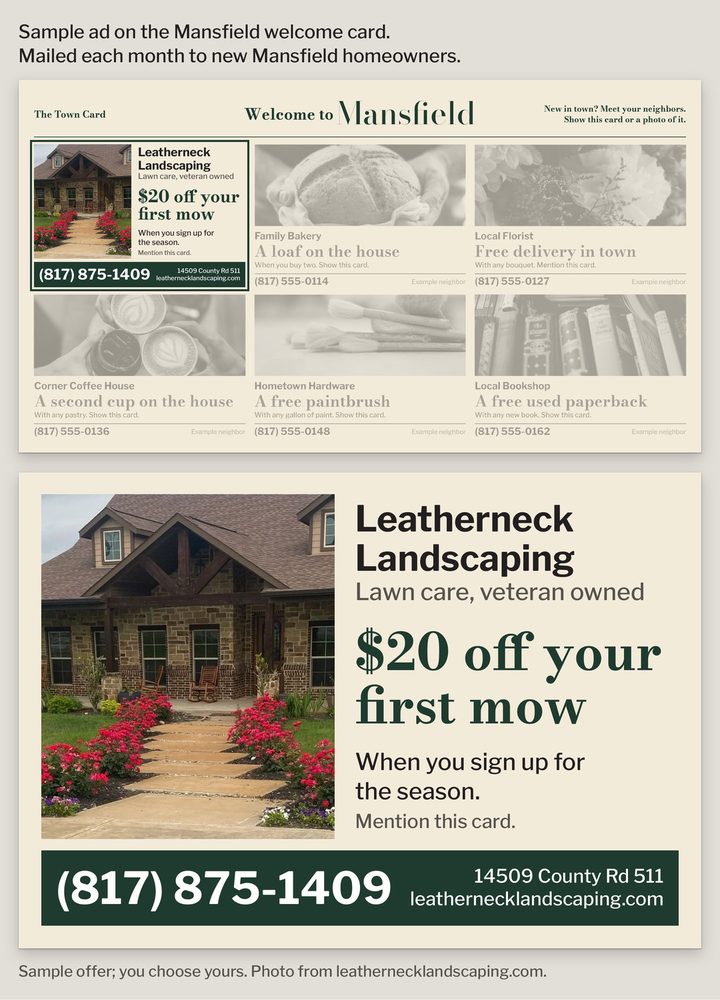 Sample ad on the Mansfield welcome card.
Mailed each month to new Mansfield homeowners.
The Town Card
Welcome to Mansfield
New in town? Meet your neighbors.
Show this card or a photo of it.
Leatherneck
Landscaping
Lawn care, veteran owned
$20 off your
first mow
When you sign up for
the season.
Mention this card.
(817) 875-1409
14509 County Rd 511
leathernecklandscaping.com
Family Bakery
A loaf on the house
When you buy two. Show this card.
(817) 555-0114
Example neighbor
Local Florist
Free delivery in town
With any bouquet. Mention this card.
(817) 555-0127
Example neighbor
Corner Coffee House
A second cup on the house
With any pastry. Show this card.
(817) 555-0136
Example neighbor
Hometown Hardware
A free paintbrush
With any gallon of paint. Show this card.
(817) 555-0148
Example neighbor
Local Bookshop
A free used paperback
With any new book. Show this card.
(817) 555-0162
Example neighbor
Leatherneck
Landscaping
Lawn care, veteran owned
$20 off your
first mow
When you sign up for
the season.
Mention this card.
(817) 875-1409
14509 County Rd 511
leathernecklandscaping.com
Sample offer; you choose yours. Photo from leathernecklandscaping.com.